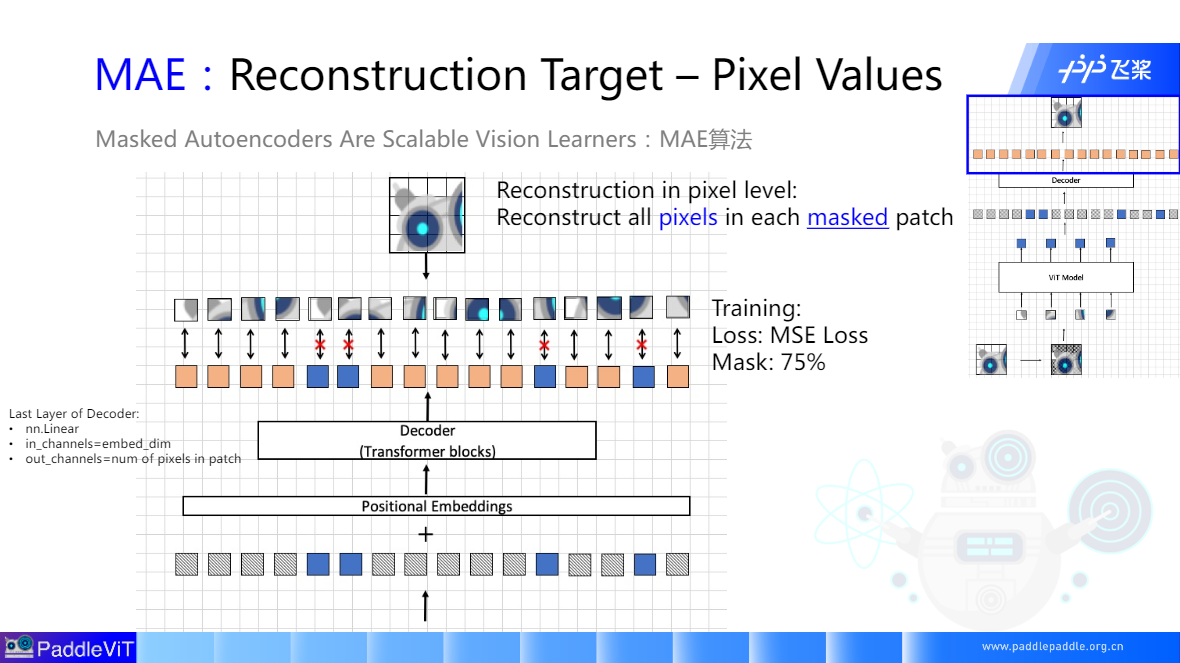 MAE：Reconstruction Target – Pixel Values
飞桨
Masked Autoencoders Are Scalable Vision Learners：MAE算法
Reconstruction in pixel level:
Reconstruct all pixels in each masked patch
Decoder
ViT Model
Training:
Loss: MSE Loss
Mask: 75%
Last Layer of Decoder:
• nn.Linear
• in_channels=embed_dim
• out_channels=num of pixels in patch
Decoder
(Transformer blocks)
Positional Embeddings
+
PaddleViT
www.paddlepaddle.org.cn